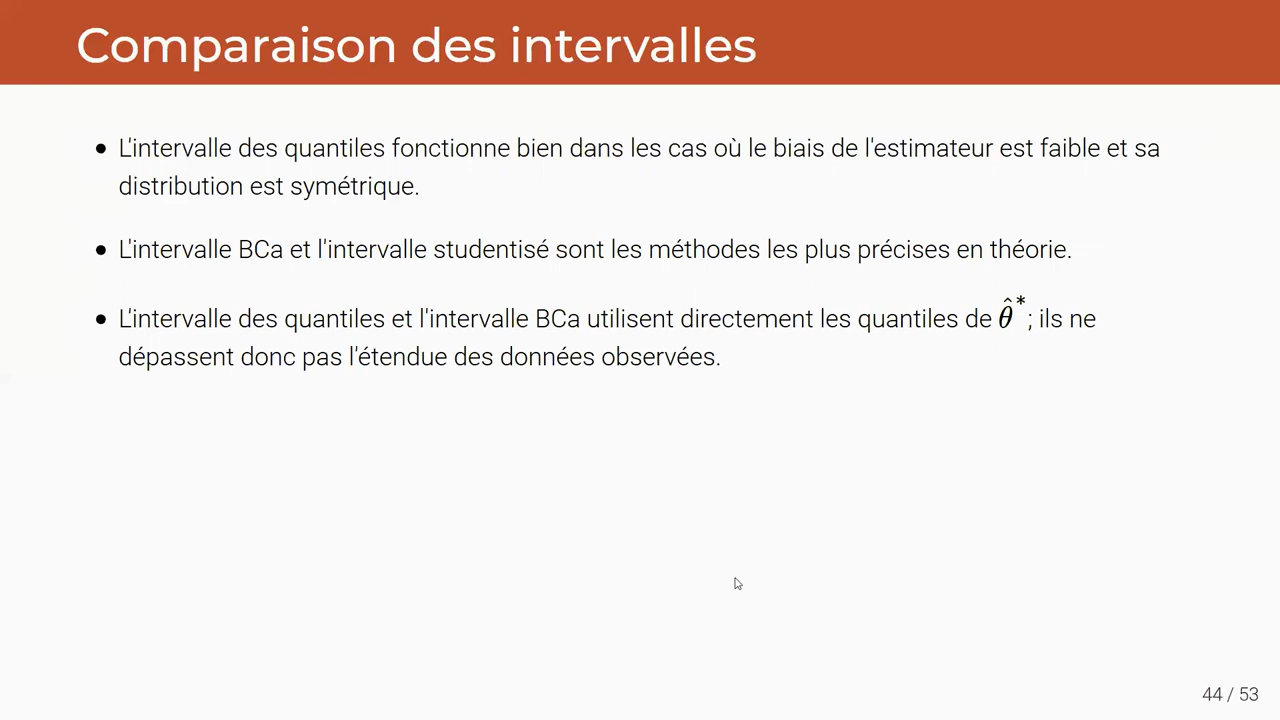 Comparaison des intervalles
• L'intervalle des quantiles fonctionne bien dans les cas où le biais de l'estimateur est faible et sa
distribution est symétrique.
• L'intervalle BCa et l'intervalle studentisé sont les méthodes les plus précises en théorie.
• L'intervalle des quantiles et l'intervalle BCa utilisent directement les quantiles de θ̂*; ils ne
dépassent donc pas l'étendue des données observées.
44 / 53